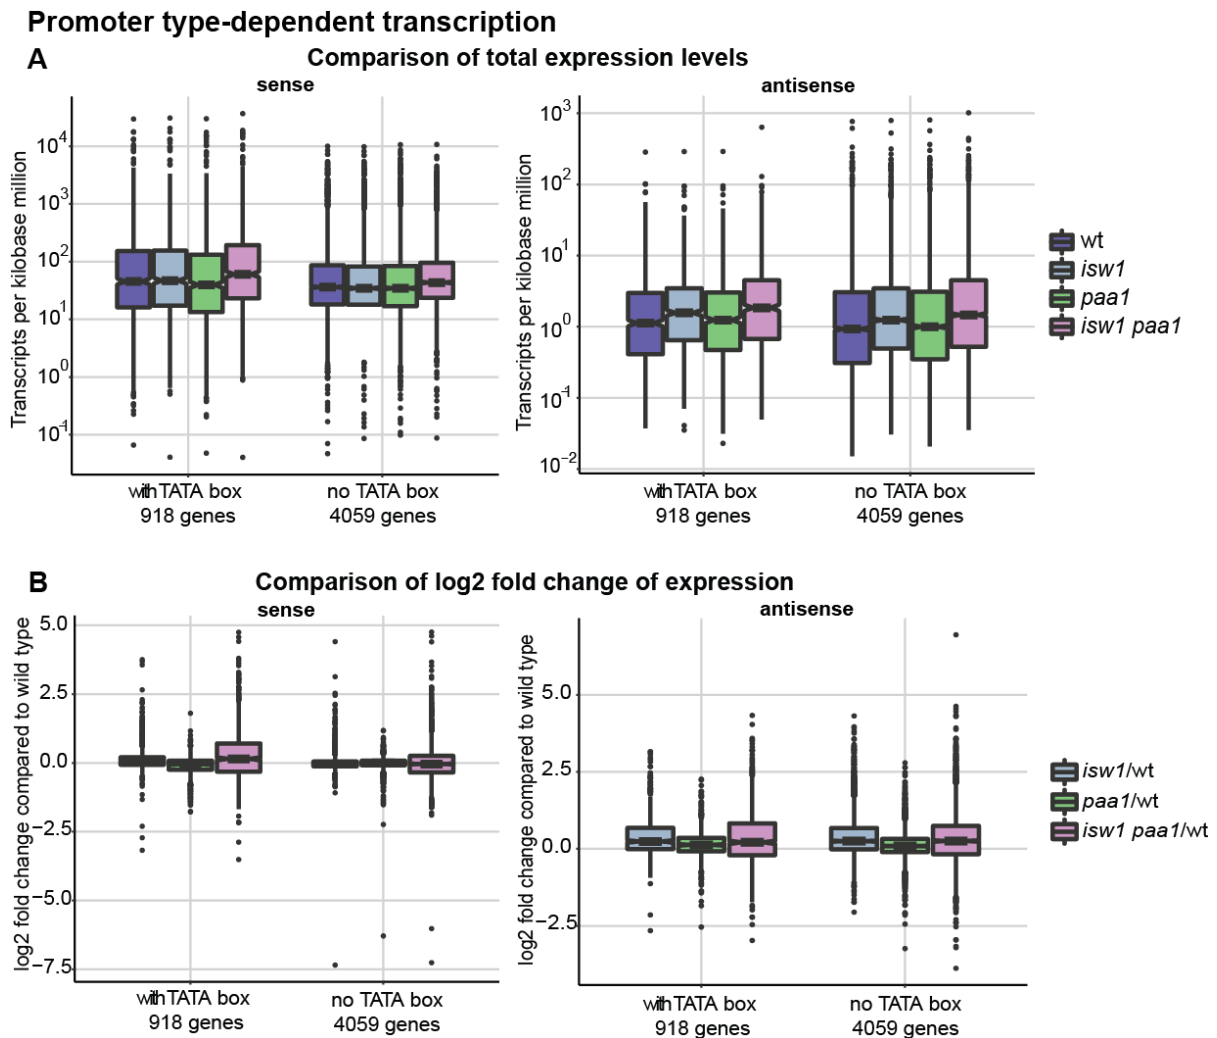 Promoter type-dependent transcription
A
Comparison of total expression levels
sense
antisense
Transcripts per kilobase million
10^4
10^3
10^2
10^1
10^0
10^-1
withTATA box
918 genes
no TATA box
4059 genes
Transcripts per kilobase million
10^3
10^2
10^1
10^0
10^-1
10^−2
withTATA box
918 genes
no TATA box
4059 genes
wt
isw1
paa1
isw1 paa1
B
Comparison of log2 fold change of expression
sense
antisense
log2 fold change compared to wild type
5.0
2.5
0.0
−2.5
−5.0
−7.5
withTATA box
918 genes
no TATA box
4059 genes
log2 fold change compared to wild type
5.0
2.5
0.0
−2.5
withTATA box
918 genes
no TATA box
4059 genes
isw1/wt
paa1/wt
isw1 paa1/wt